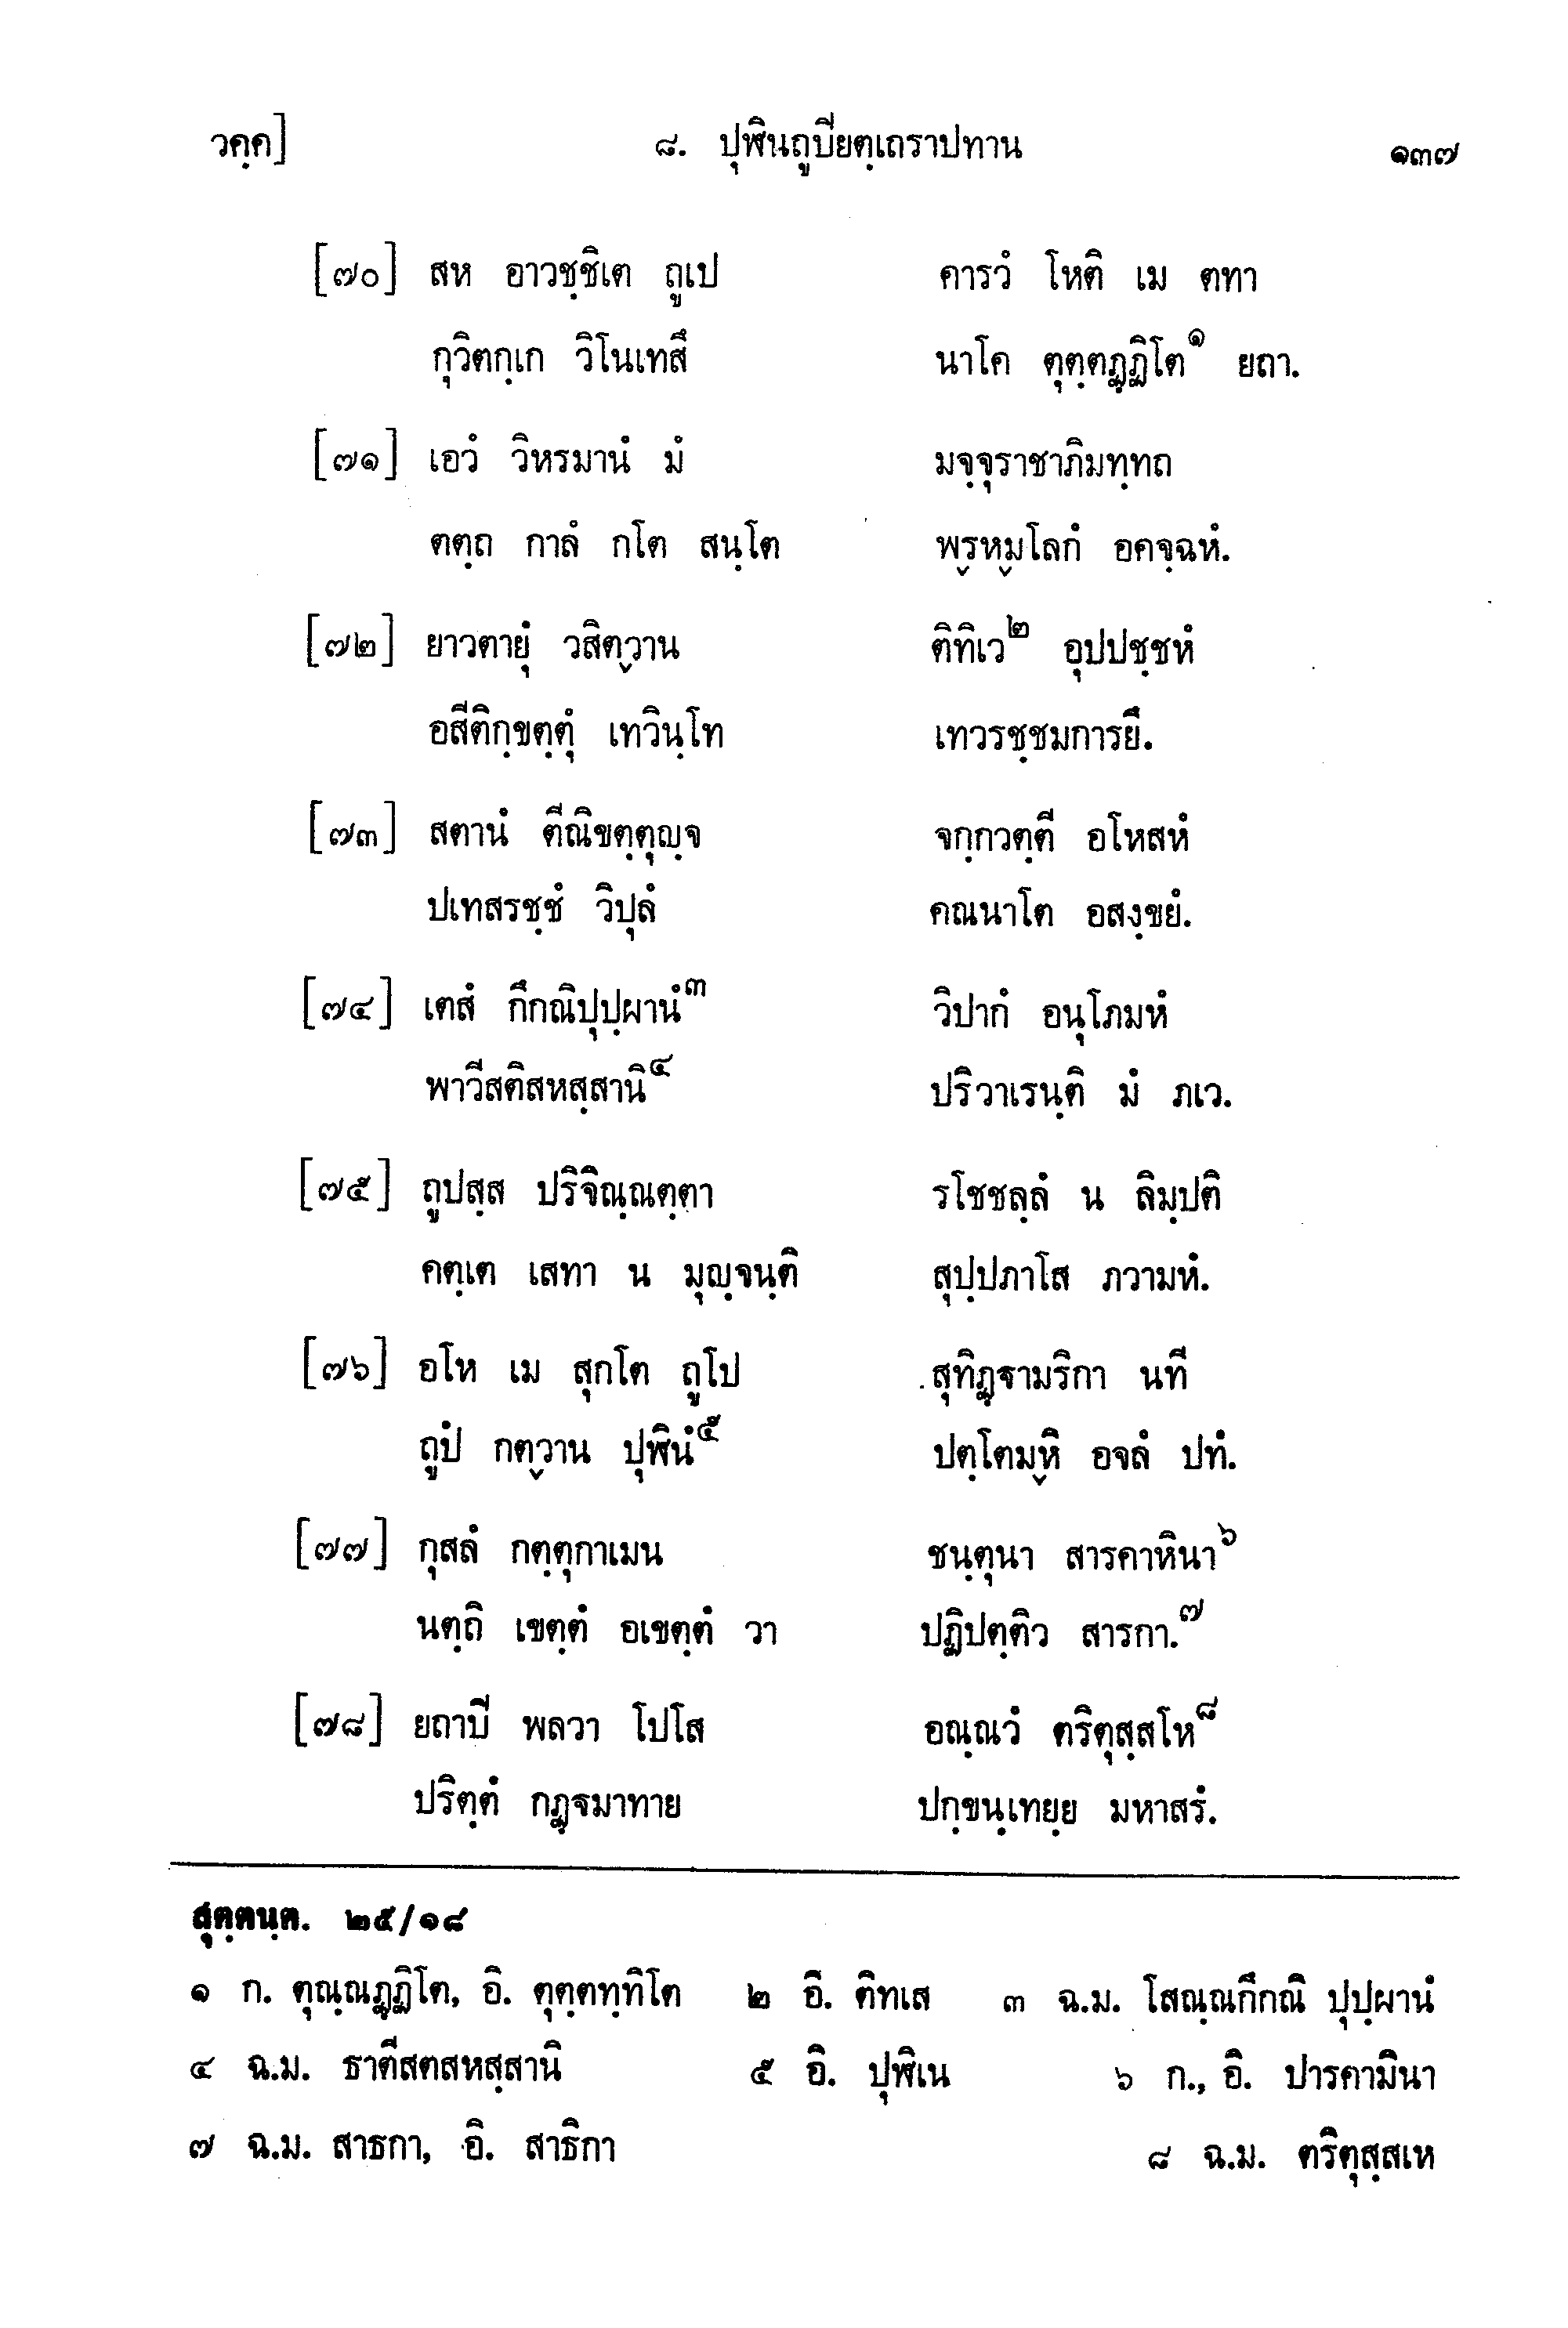 วคฺค] ๘. ปุฬินถูปิยตฺเถราปทาน ๑๓๗
[๗๐] สห อาวชฺชิเต ถูเป คารวํ โหติ เม ตทา
กุวิตกฺเก วิโนเทสึ นาโค ตุตฺตฏฺฏิโต๑ ยถา.
[๗๑] เอวํ วิหรมานํ มํ มจฺจุราชาภิมทฺทถ
ตตฺถ กาลํ กโต สนฺโต พฺรหฺมโลกํ อคจฺฉหํ.
[๗๒] ยาวตายุํ วสิตฺวาน ติทิเว๒ อุปปชฺชหํ
อสีติกฺขตฺตุํ เทวินฺโท เทวรชฺชมการยึ.
[๗๓] สตานํ ตีณิขตฺตุญฺจ จกฺกวตฺตี อโหสหํ
ปเทสรชฺชํ วิปุลํ คณนาโต อสงฺขยํ.
[๗๔] เตสํ กึกณิปุปฺผานํ๓ วิปากํ อนุโภมหํ
พาวีสติสหสฺสานิ๔ ปริวาเรนฺติ มํ ภเว.
[๗๕] ถูปสฺส ปริจิณฺณตฺตา รโชชลฺลํ น ลิมฺปติ
คตฺเต เสทา น มุญฺจนฺติ สุปฺปภาโส ภวามหํ.
[๗๖] อโห เม สุกโต ถูโป สุทิฏฺฐามริกา นที
ถูปํ กตฺวาน ปุฬินํ๕ ปตฺโตมฺหิ อจลํ ปทํ.
[๗๗] กุสลํ กตฺตุกาเมน ชนฺตุนา สารคาหินา๖
นตฺถิ เขตฺตํ อเขตฺตํ วา ปฏิปตฺติว สารกา.๗
[๗๘] ยถาปี พลวา โปโส อณฺณวํ ตริตุสฺสโห๘
ปริตฺตํ กฏฺฐมาทาย ปกฺขนฺเทยฺย มหาสรํ.
สุตฺตนฺต. ๒๕/๑๘
๑ ก. ตุณฺณฏฺฏิโต, อิ. ตุตฺตทฺทิโต ๒ อิ. ติทเส ๓ ฉ.ม. โสณฺณกึกณิ ปุปฺผานํ
๔ ฉ.ม. ธาตีสตสหสฺสานิ ๕ อิ. ปุฬิเน ๖ ก., อิ. ปารคามินา
๗ ฉ.ม. สาธกา, อิ. สาธิกา ๘ ฉ.ม. ตริตุสฺสเห